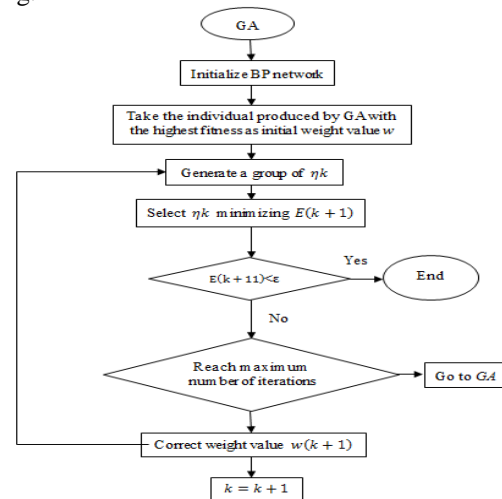 GA
Initialize BP network
Take the individual produced by GA with
the highest fitness as initial weight value w
Generate a group of ηk
Select ηk minimizing E(k + 1)
E(k + 11)<ε
Yes
End
No
Reach maximum
number of iterations
Go to GA
Correct weight value w(k + 1)
k = k + 1